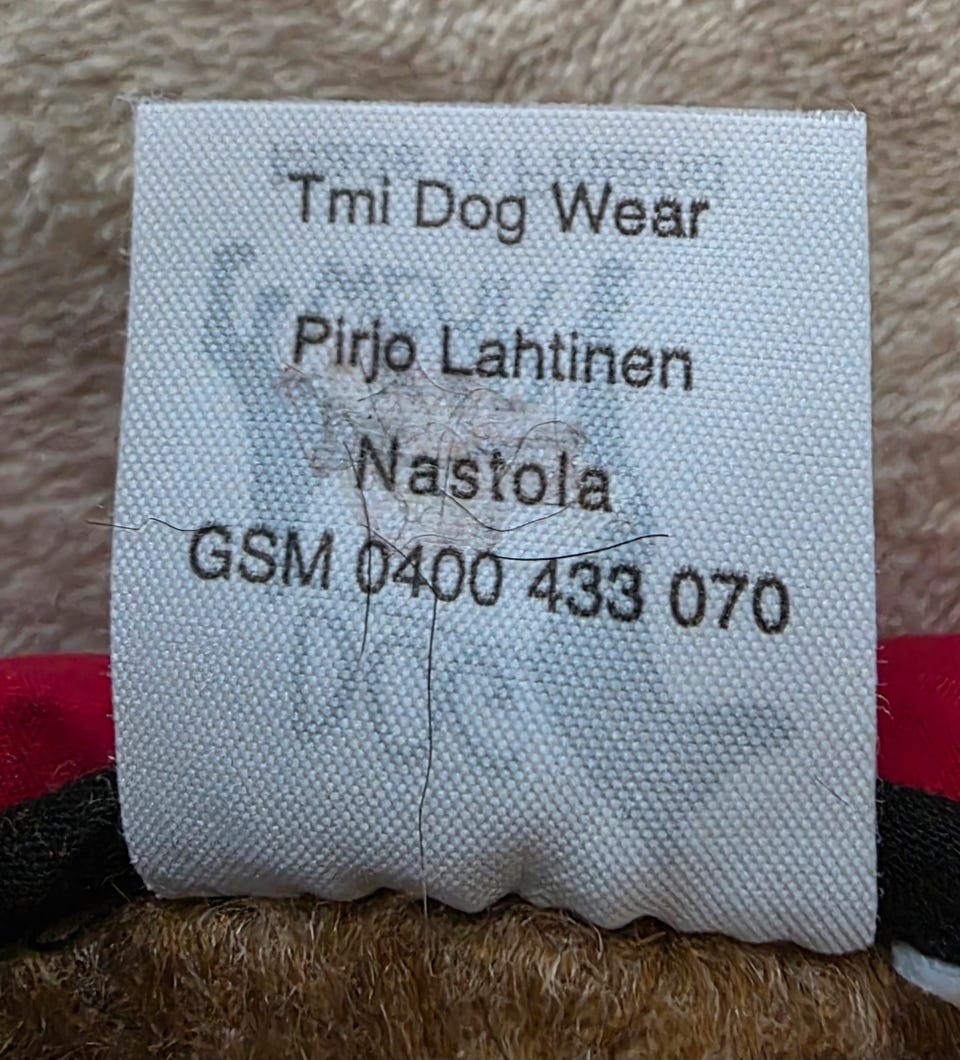 Tmi Dog Wear
Pirjo Lahtinen
Nastola
GSM 0400 433 070